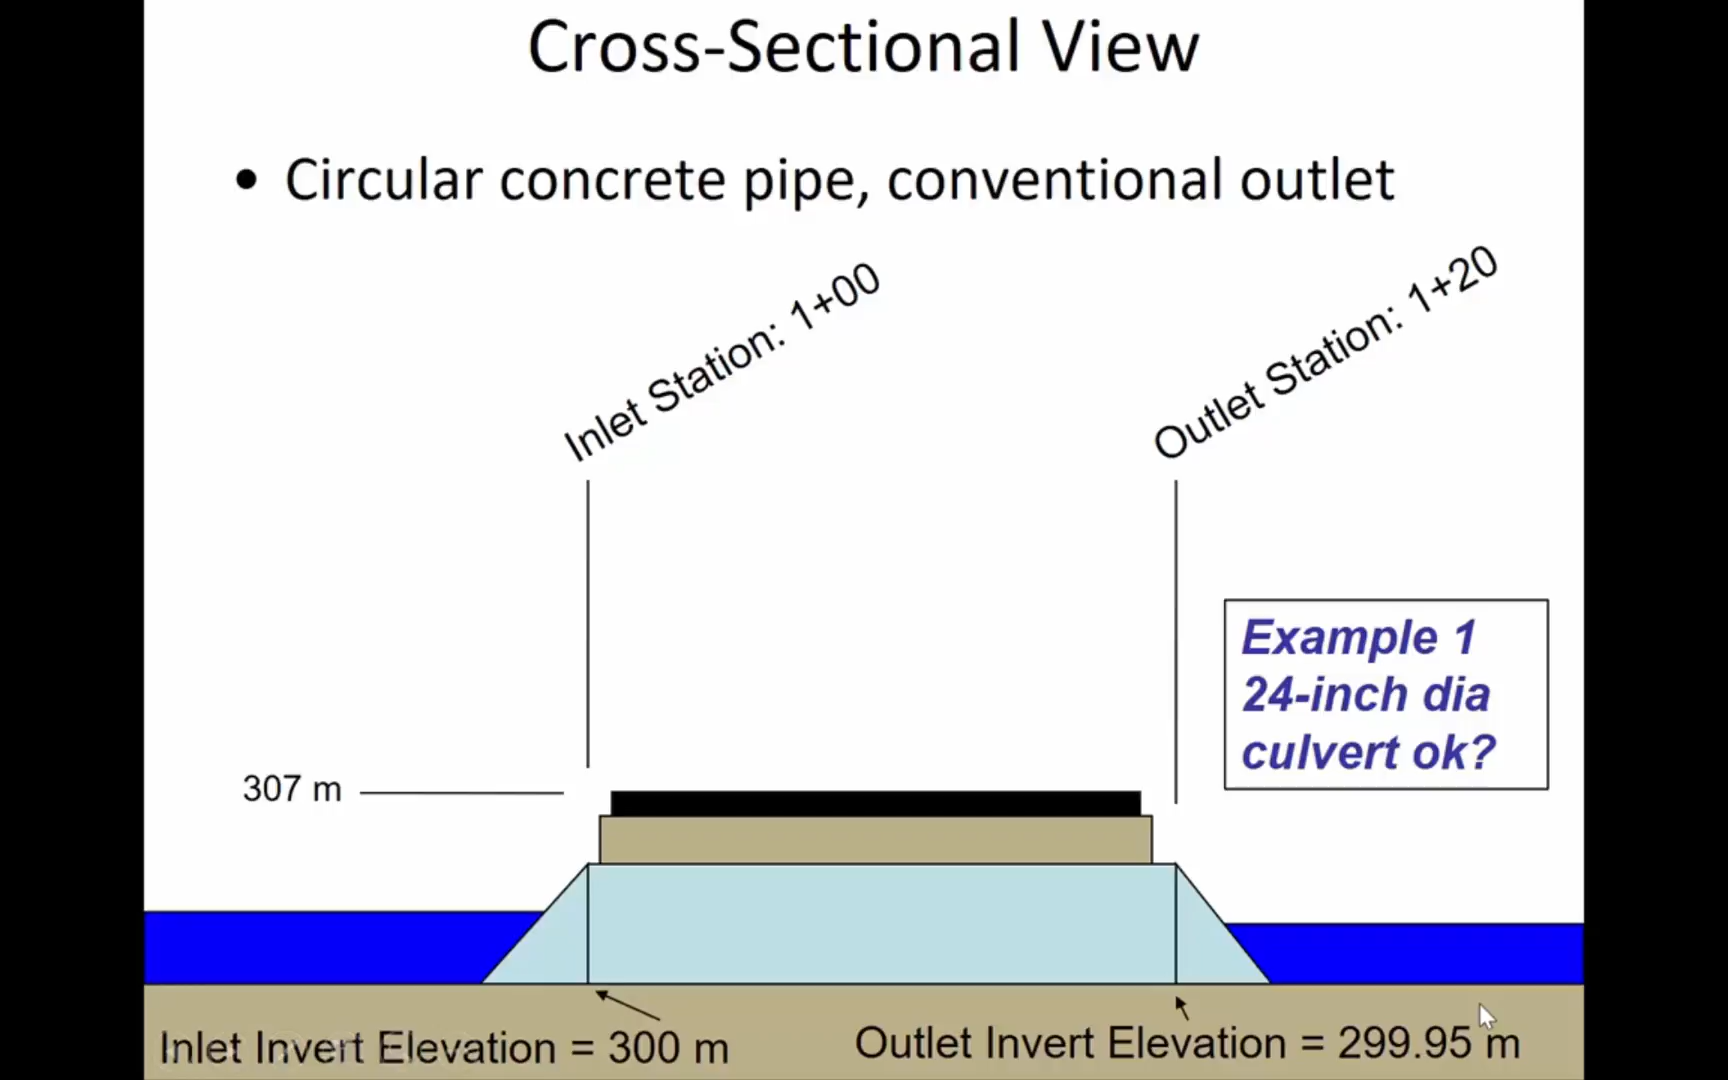 Cross-Sectional View
• Circular concrete pipe, conventional outlet
Inlet Station: 1+00
Outlet Station: 1+20
Example 1
24-inch dia
culvert ok?
307 m
Inlet Invert Elevation = 300 m
Outlet Invert Elevation = 299.95 m